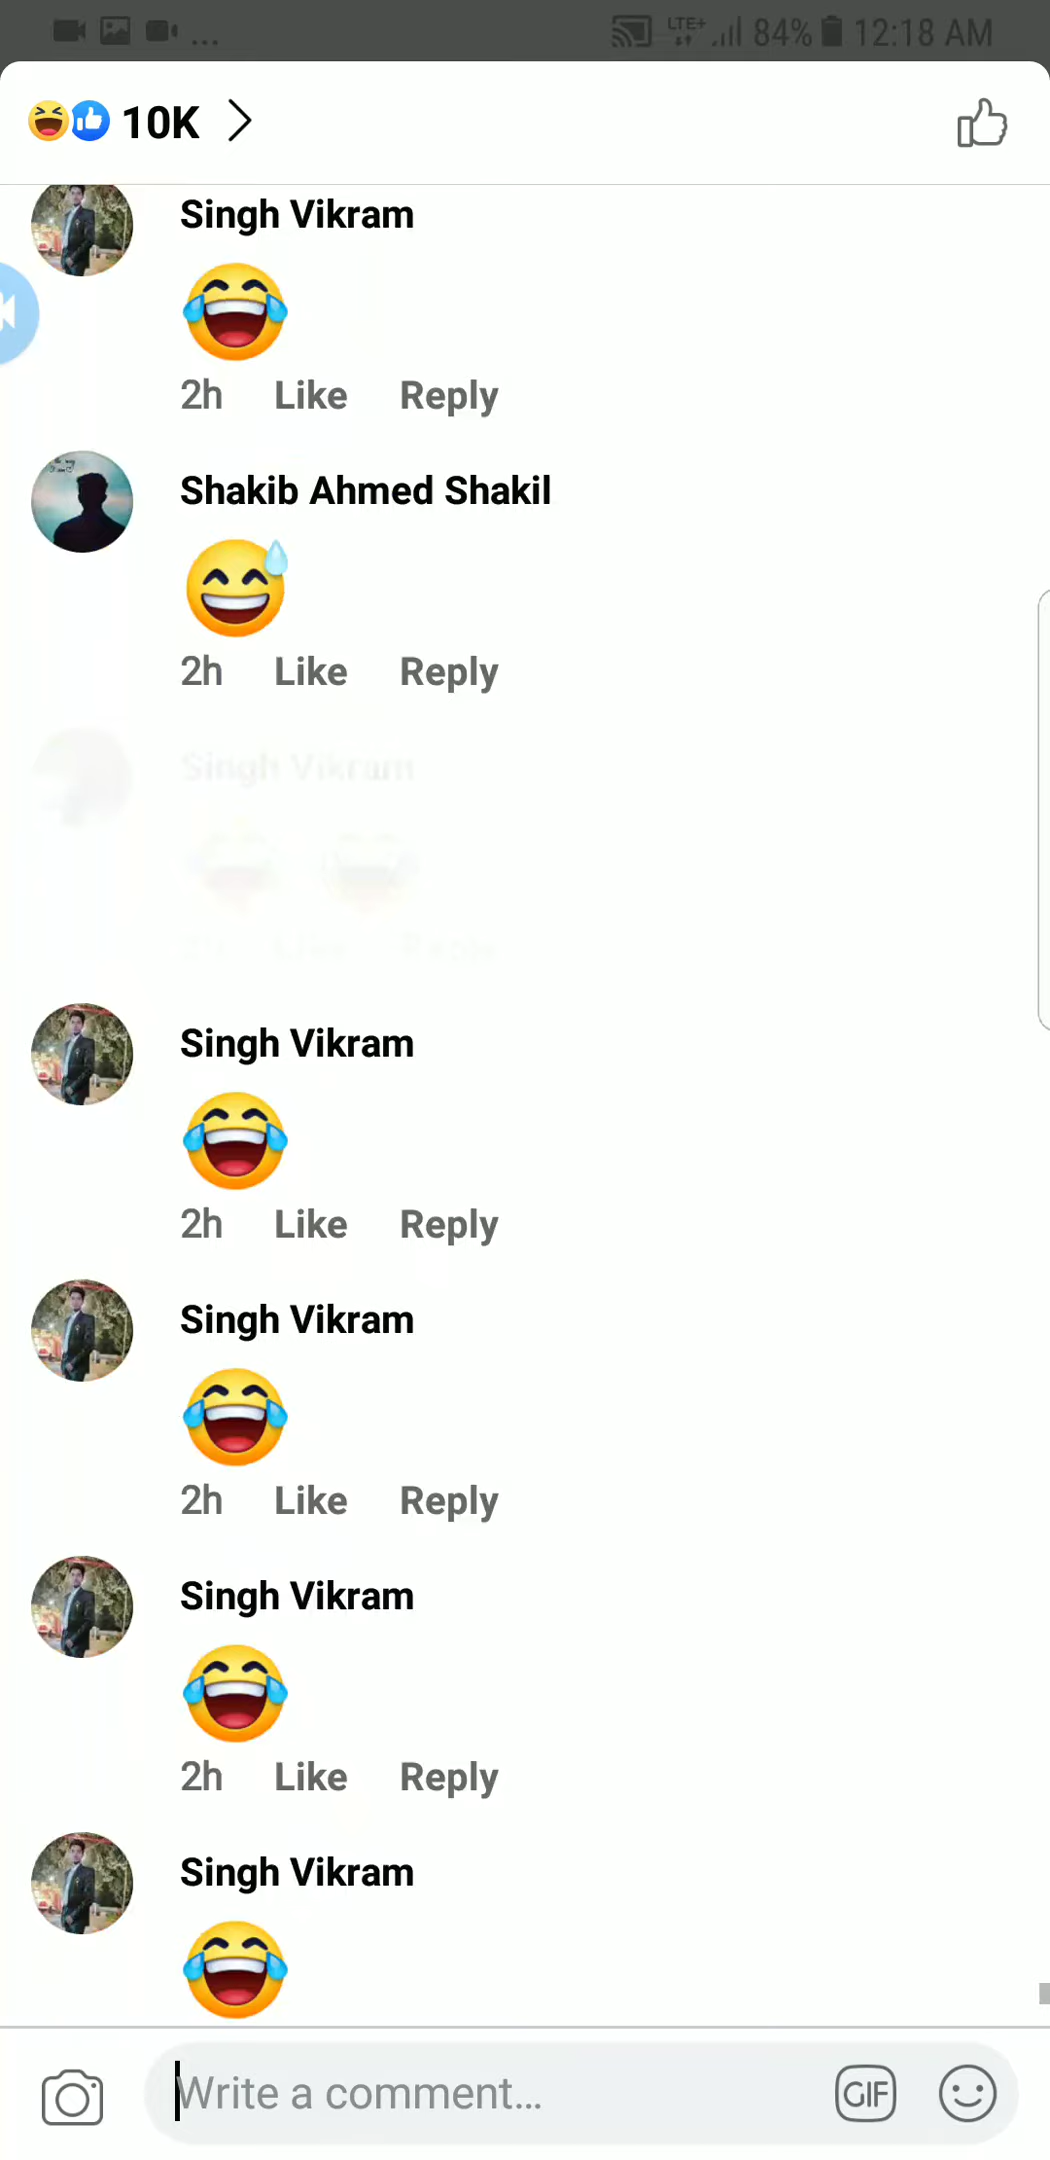 ... LTE+ 84% 12:18 AM
😆👍 10K
Singh Vikram
😂
2h Like Reply
Shakib Ahmed Shakil
😅
2h Like Reply
Singh Vikram
Singh Vikram
😂
2h Like Reply
Singh Vikram
😂
2h Like Reply
Singh Vikram
😂
2h Like Reply
Singh Vikram
😂
Write a comment...
GIF